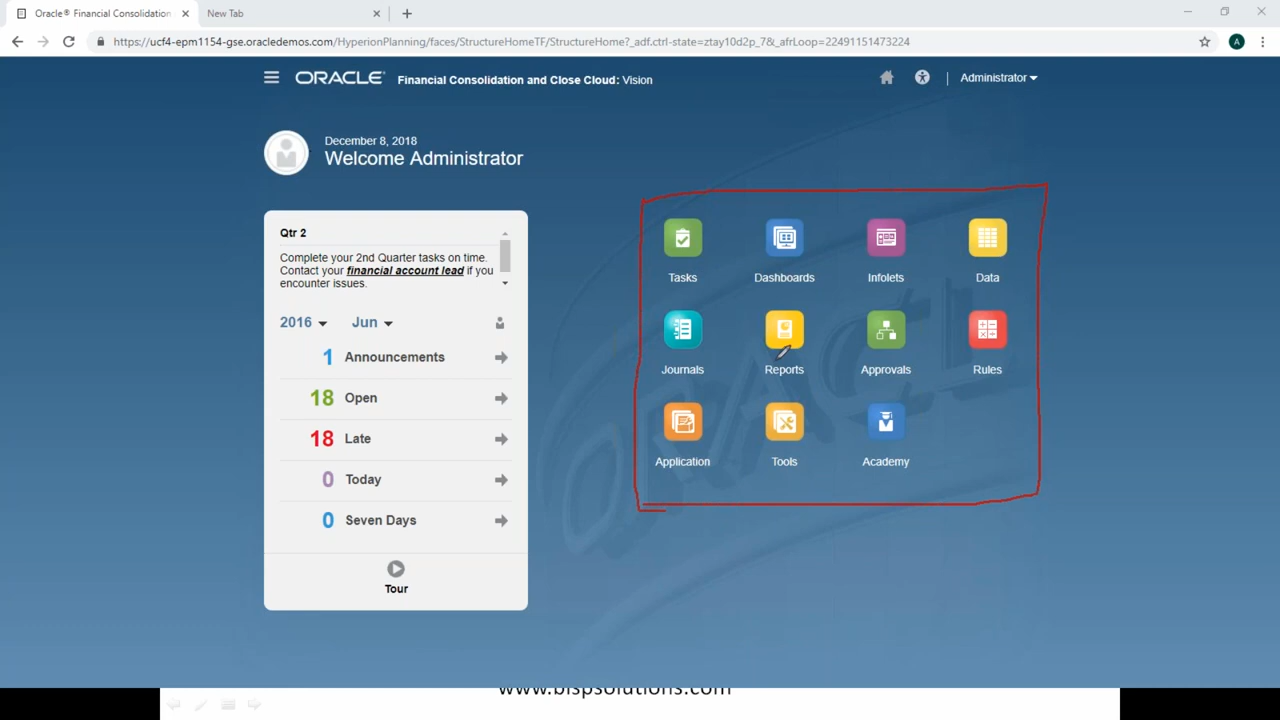 Oracle® Financial Consolidation
New Tab
https://ucf4-epm1154-gse.oracledemos.com/HyperionPlanning/faces/StructureHomeTF/StructureHome?_adf.ctrl-state=ztay10d2p_7&_afrLoop=22491151473224
A
ORACLE® Financial Consolidation and Close Cloud: Vision
Administrator
December 8, 2018
Welcome Administrator
Qtr 2
Complete your 2nd Quarter tasks on time.
Contact your financial account lead if you
encounter issues.
2016 Jun
1 Announcements
18 Open
18 Late
0 Today
0 Seven Days
Tour
Tasks Dashboards Infolets Data
Journals Reports Approvals Rules
Application Tools Academy
ORACLE
www.bispsolutions.com